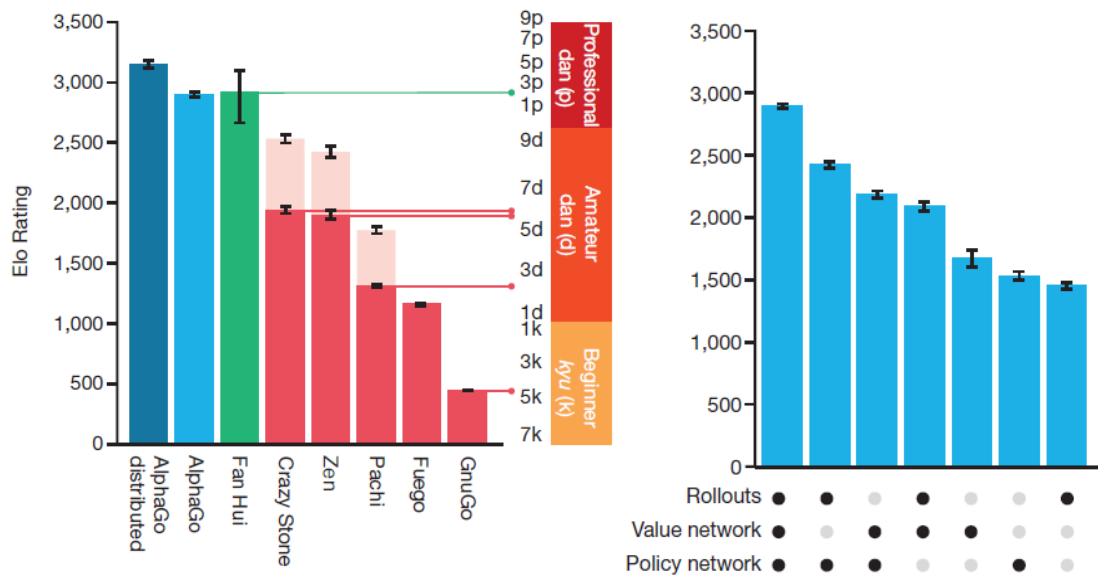 Elo Rating
3,500
3,000
2,500
2,000
1,500
1,000
500
0
AlphaGo
distributed
AlphaGo
Fan Hui
Crazy Stone
Zen
Pachi
Fuego
GnuGo
9p
7p
5p
3p
1p
9d
7d
5d
3d
1d
1k
3k
5k
7k
Professional
dan (p)
Amateur
dan (d)
Beginner
kyu (k)
3,500
3,000
2,500
2,000
1,500
1,000
500
0
Rollouts
Value network
Policy network